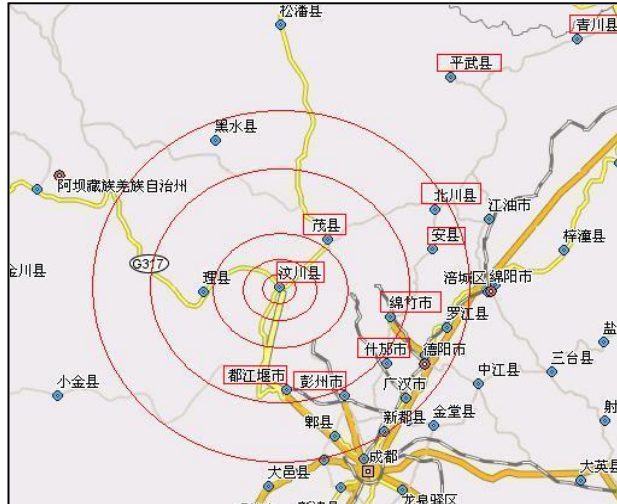 松潘县
青川县
平武县
黑水县
阿坝藏族羌族自治州
北川县
江油市
茂县
安县
梓潼县
G317
金川县
理县
汶川县
涪城区
绵阳市
绵竹市
罗江县
盐
什邡市
德阳市
都江堰市
彭州市
中江县
三台县
小金县
广汉市
射
新都县
金堂县
郫县
成都
大邑县
大英县
龙泉驿区